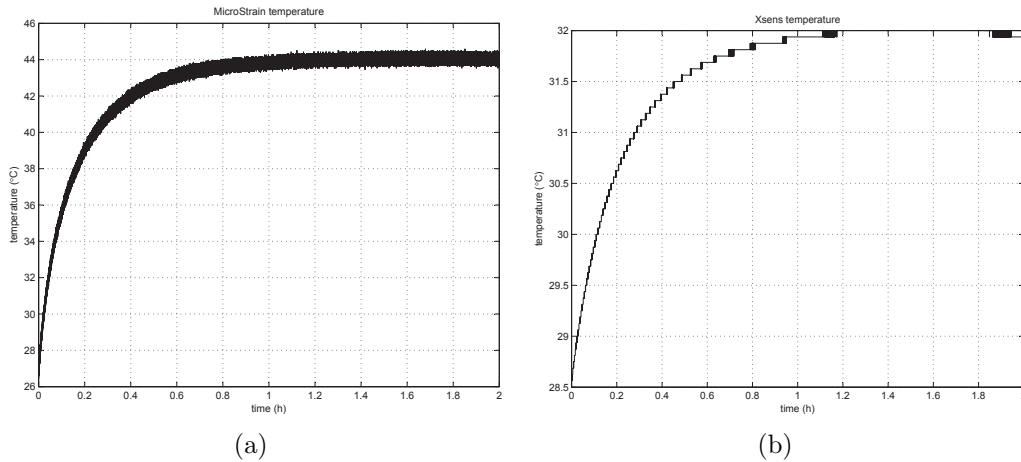 MicroStrain temperature
46
44
42
40
38
36
34
32
30
28
26
temperature (°C)
0 0.2 0.4 0.6 0.8 1 1.2 1.4 1.6 1.8 2
time (h)
(a)
Xsens temperature
32
31.5
31
30.5
30
29.5
29
28.5
temperature (°C)
0 0.2 0.4 0.6 0.8 1 1.2 1.4 1.6 1.8
time (h)
(b)